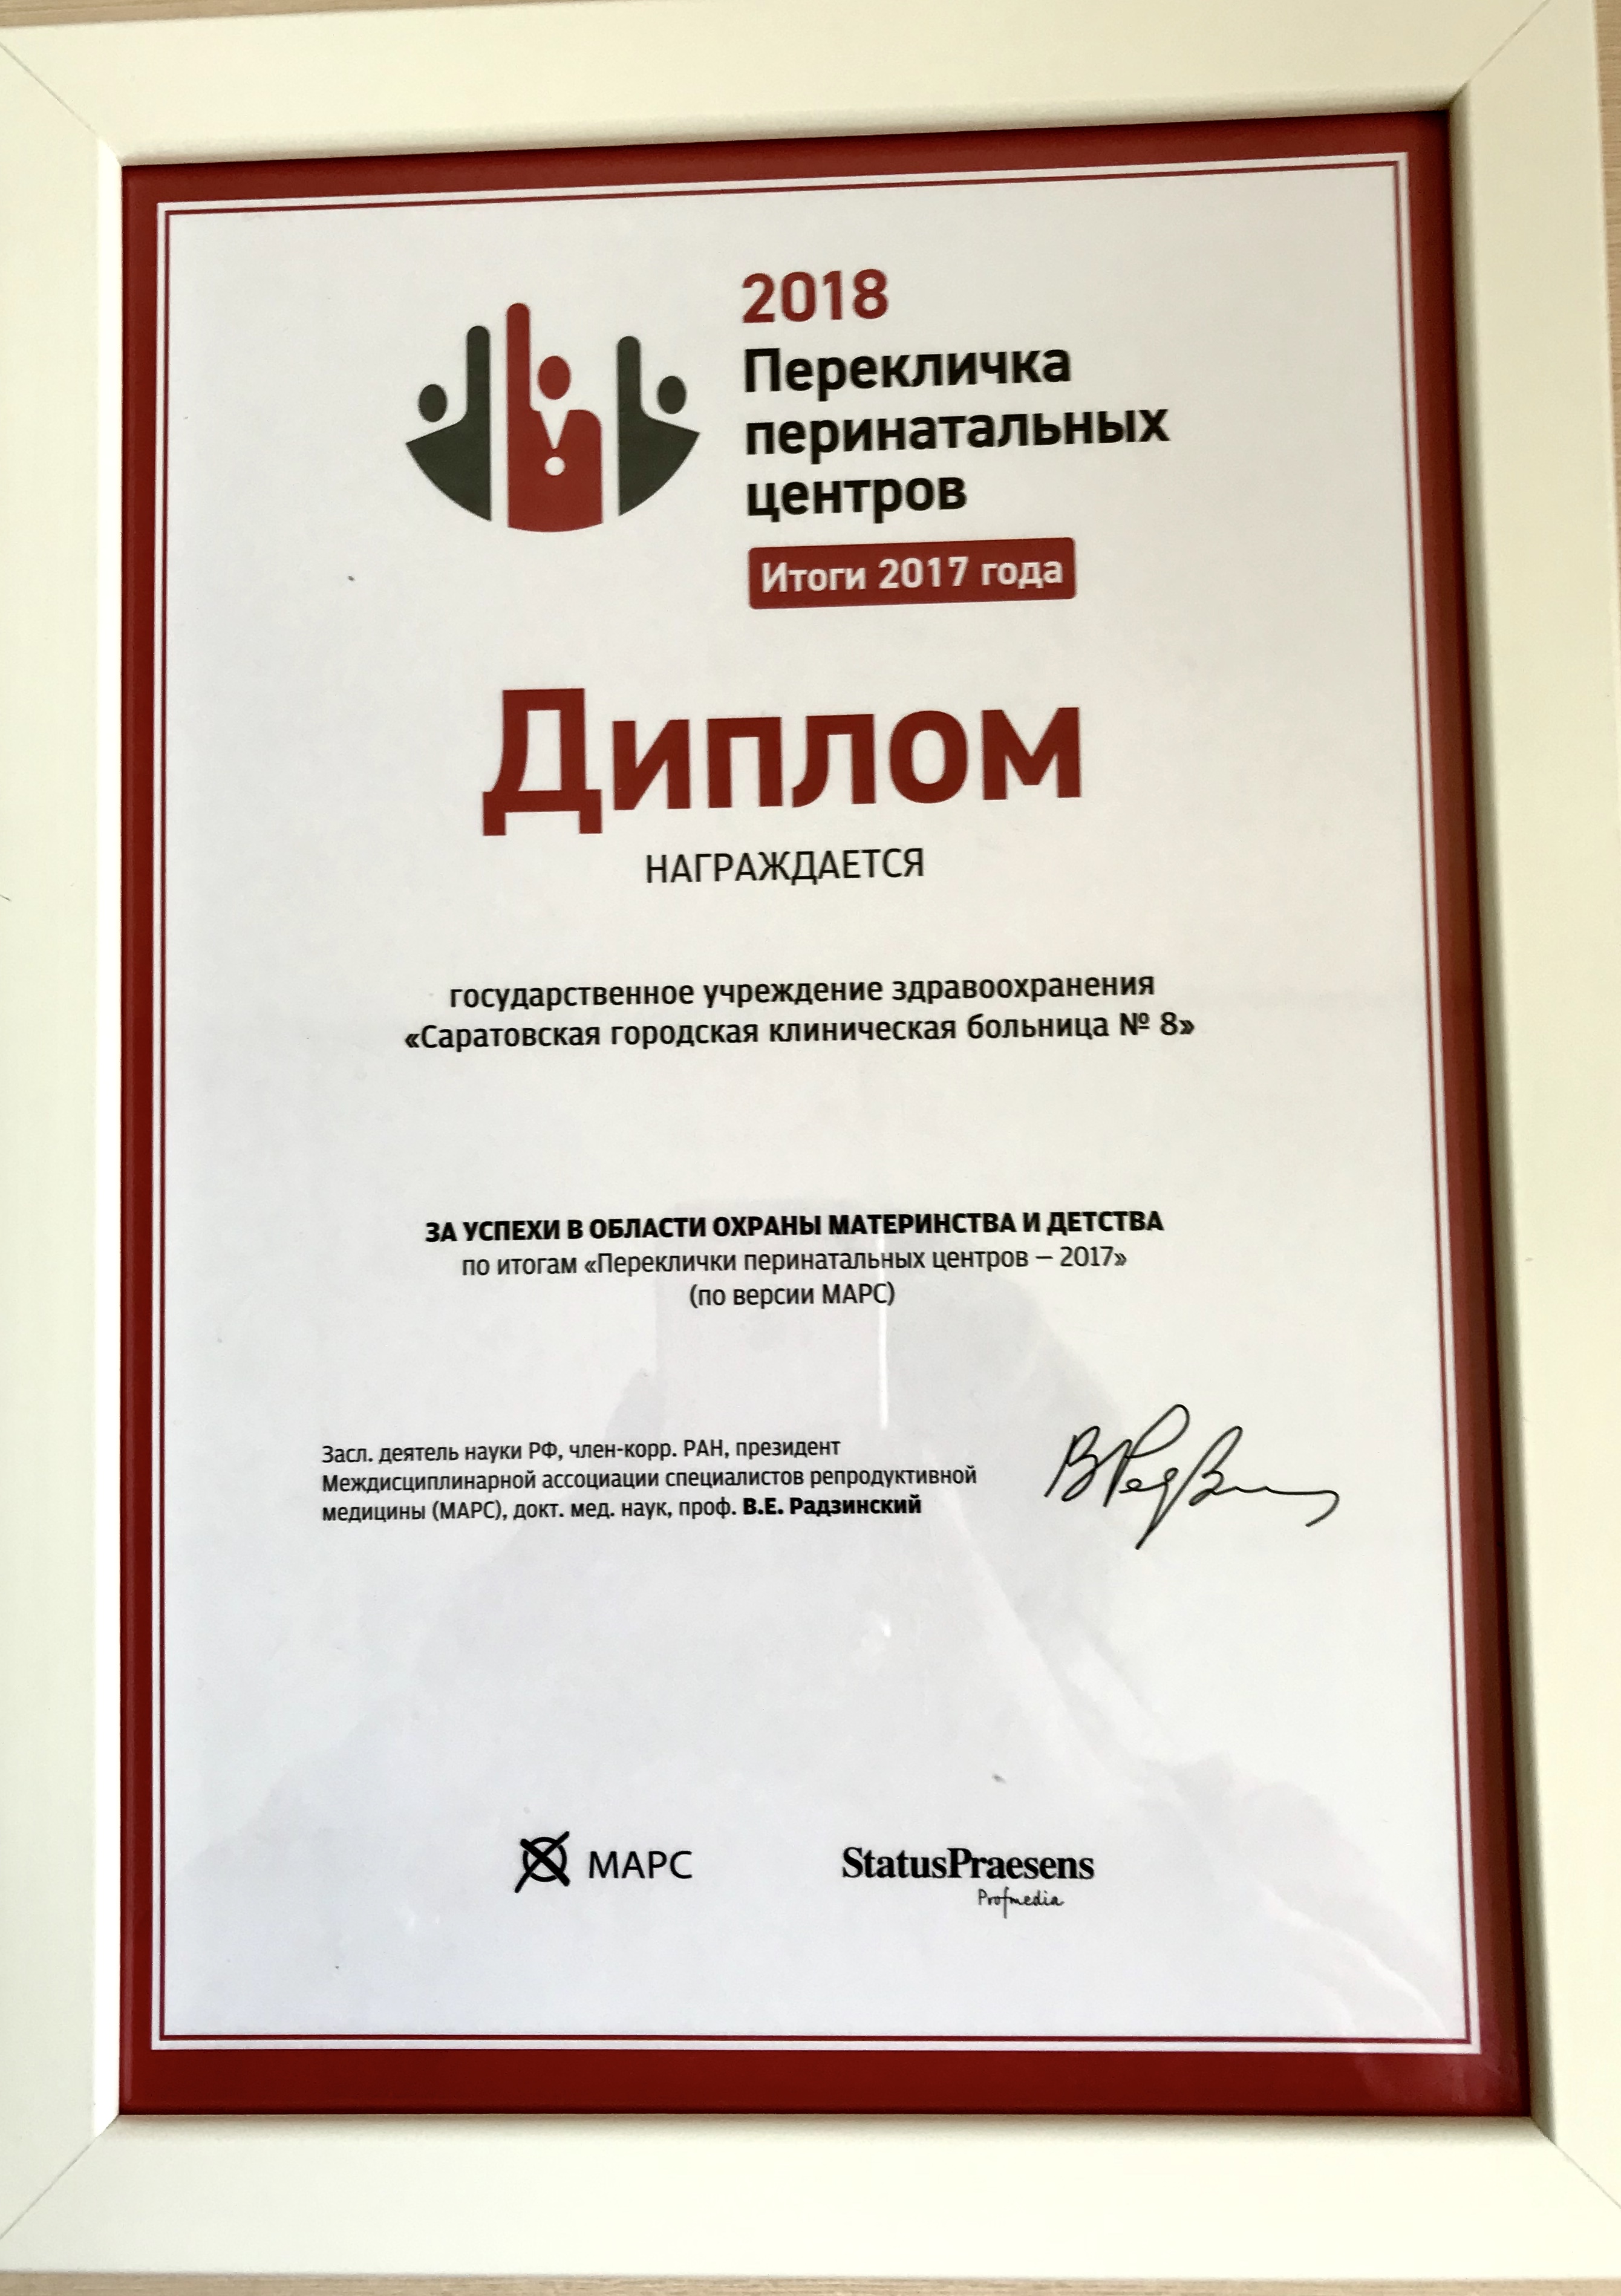 2018
Перекличка
перинатальных
центров
Итоги 2017 года
Диплом
НАГРАЖДАЕТСЯ
государственное учреждение здравоохранения
«Саратовская городская клиническая больница № 8»
ЗА УСПЕХИ В ОБЛАСТИ ОХРАНЫ МАТЕРИНСТВА И ДЕТСТВА
по итогам «Переклички перинатальных центров – 2017»
(по версии МАРС)
Засл. деятель науки РФ, член-корр. РАН, президент
Междисциплинарной ассоциации специалистов репродуктивной
медицины (МАРС), докт. мед. наук, проф. В.Е. Радзинский
МАРС
StatusPraesens
Profmedia